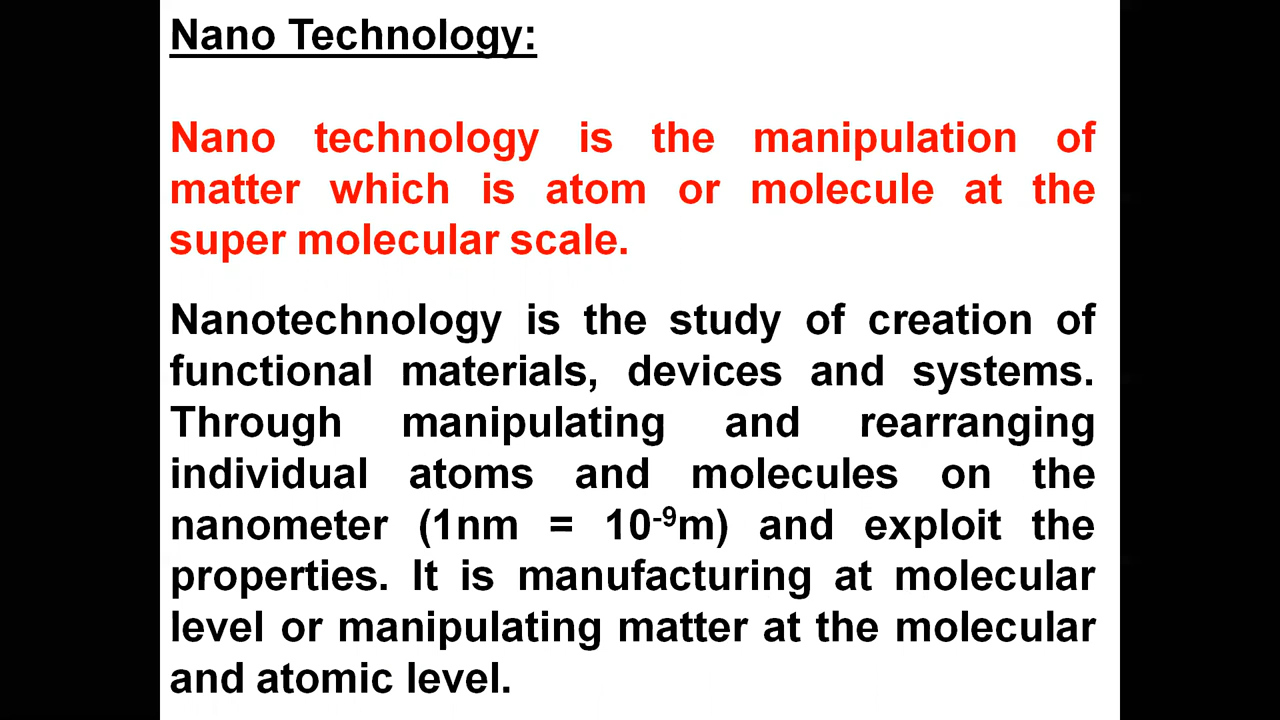 Nano Technology:
Nano technology is the manipulation of
matter which is atom or molecule at the
super molecular scale.
Nanotechnology is the study of creation of
functional materials, devices and systems.
Through manipulating and rearranging
individual atoms and molecules on the
nanometer (1nm = 10⁻⁹m) and exploit the
properties. It is manufacturing at molecular
level or manipulating matter at the molecular
and atomic level.